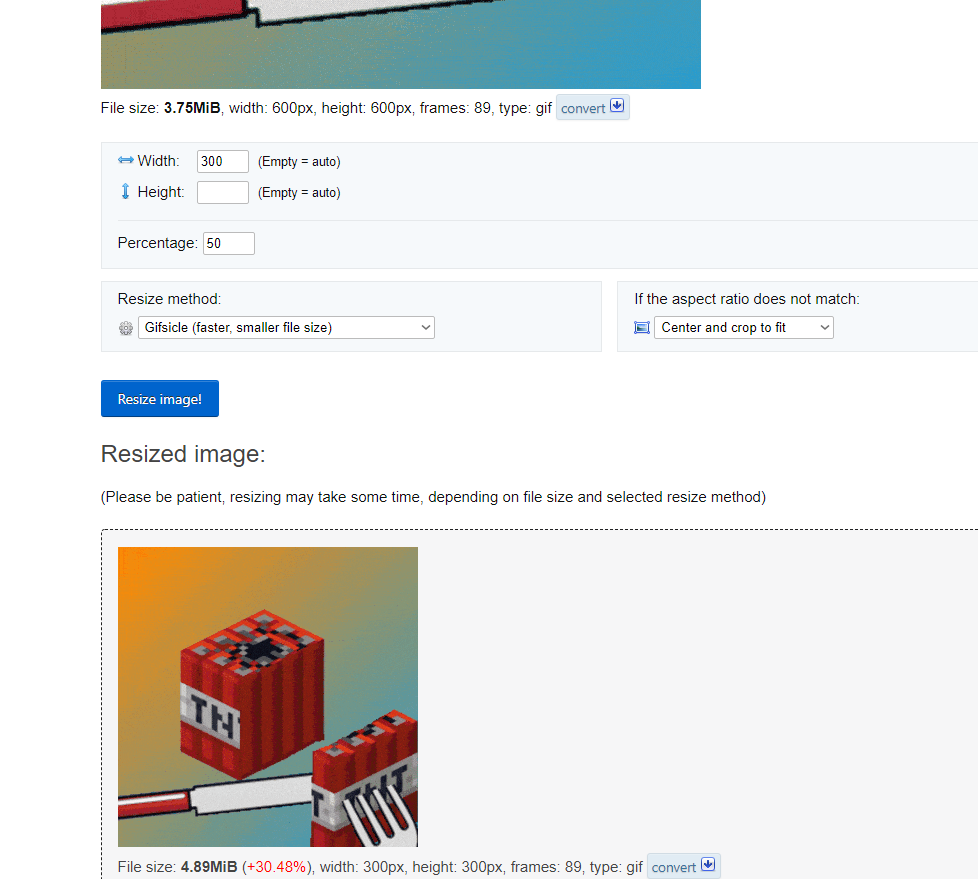 File size: 3.75MiB, width: 600px, height: 600px, frames: 89, type: gif convert
Width: 300 (Empty = auto)
Height: (Empty = auto)
Percentage: 50
Resize method:
Gifsicle (faster, smaller file size)
If the aspect ratio does not match:
Center and crop to fit
Resize image!
Resized image:
(Please be patient, resizing may take some time, depending on file size and selected resize method)
TH
TNT
File size: 4.89MiB (+30.48%), width: 300px, height: 300px, frames: 89, type: gif convert